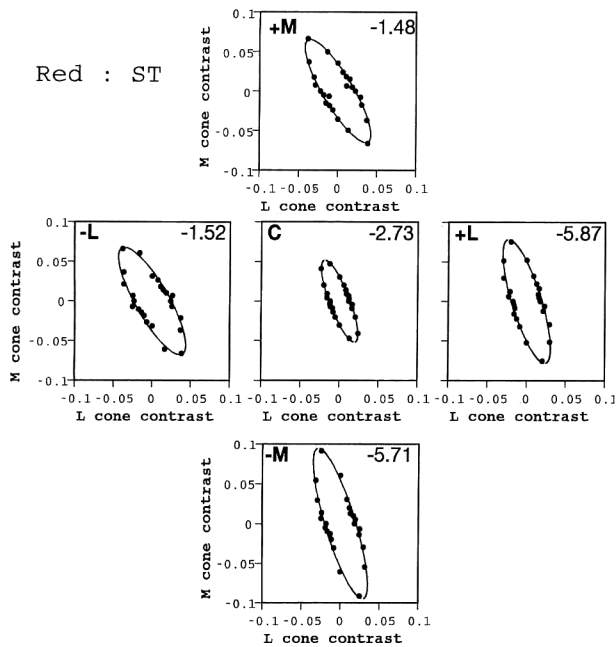 Red : ST
+M -1.48
0.1
0.05
0
-0.05
-0.1
M cone contrast
-0.1 -0.05 0 0.05 0.1
L cone contrast
-L -1.52
0.1
0.05
0
-0.05
-0.1
M cone contrast
-0.1 -0.05 0 0.05 0.1
L cone contrast
C -2.73
-0.1 -0.05 0 0.05 0.1
L cone contrast
+L -5.87
-0.1 -0.05 0 0.05 0.1
L cone contrast
-M -5.71
0.1
0.05
0
-0.05
-0.1
M cone contrast
-0.1 -0.05 0 0.05 0.1
L cone contrast